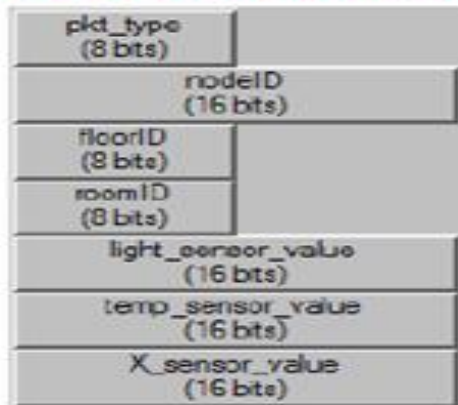 pkt_type
(8 bits)
nodeID
(16 bits)
floorID
(8 bits)
roomID
(8 bits)
light_sensor_value
(16 bits)
temp_sensor_value
(16 bits)
X_sensor_value
(16 bits)